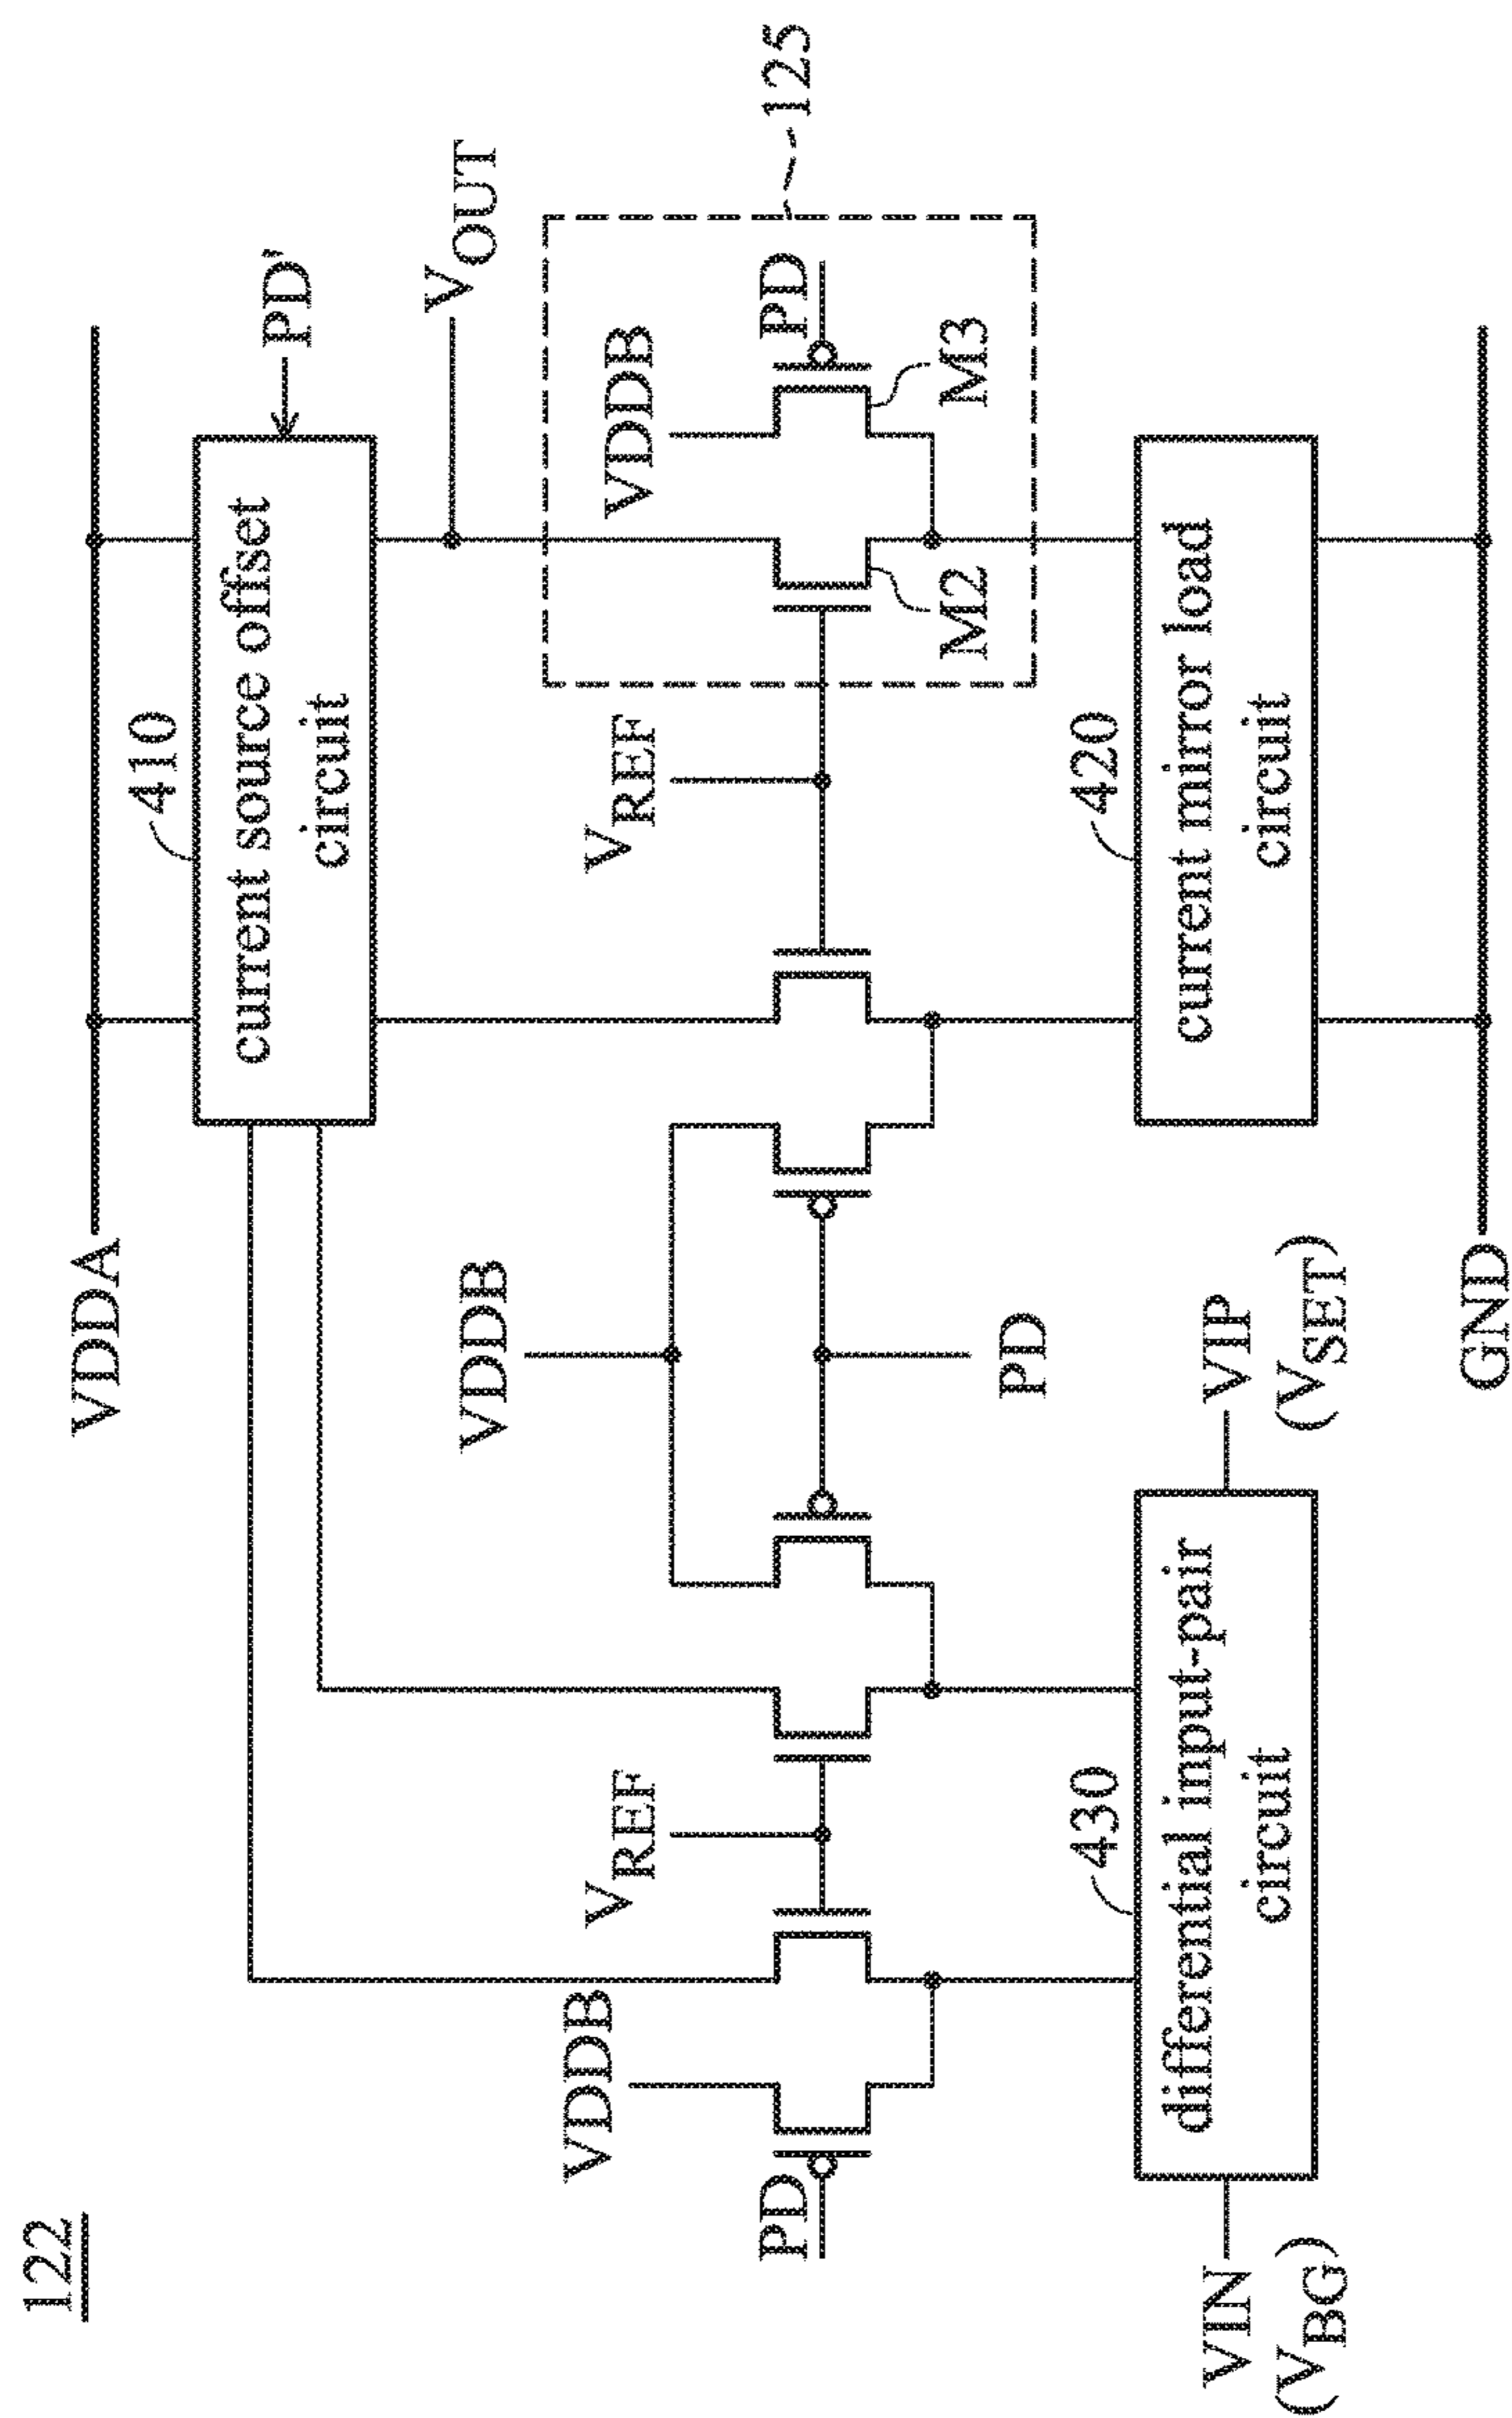 122
VDDA
410
current source offset
circuit
PD'
VOUT
VDDB
VDDB
VREF
VREF
VDDB
PD
PD
PD
M2
M3
125
430
differential input-pair
circuit
420
current mirror load
circuit
VIN
(VBG)
VIP
(VSET)
GND